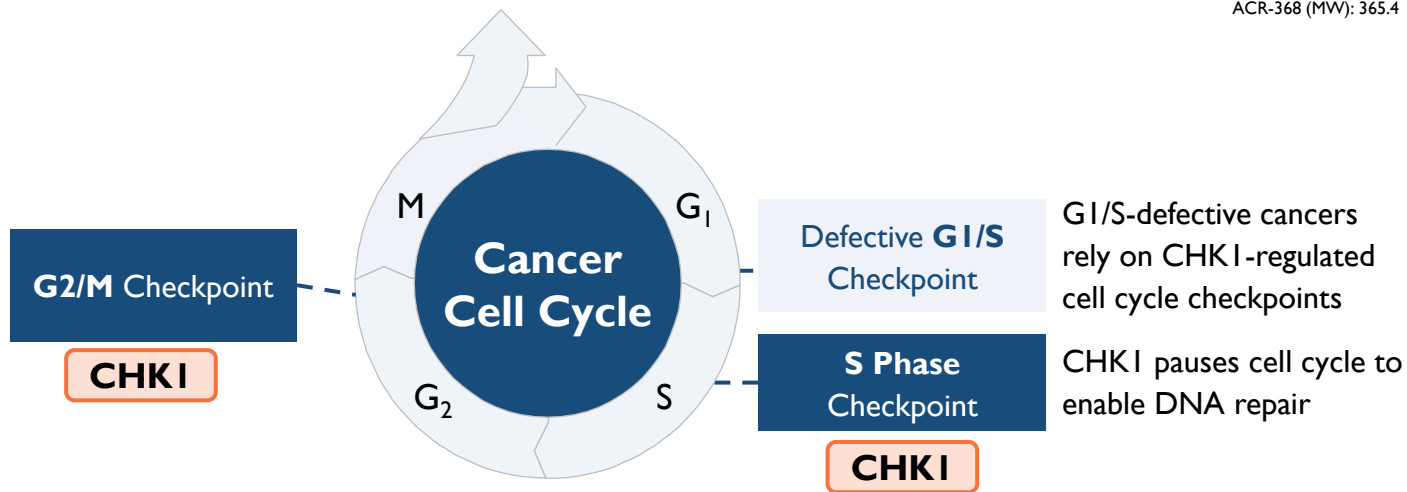 ACR-368 (MW): 365.4
M
G₁
Cancer
Cell Cycle
G₂
S
G2/M Checkpoint
CHK1
Defective G1/S
Checkpoint
G1/S-defective cancers
rely on CHK1-regulated
cell cycle checkpoints
S Phase
Checkpoint
CHK1 pauses cell cycle to
enable DNA repair
CHK1